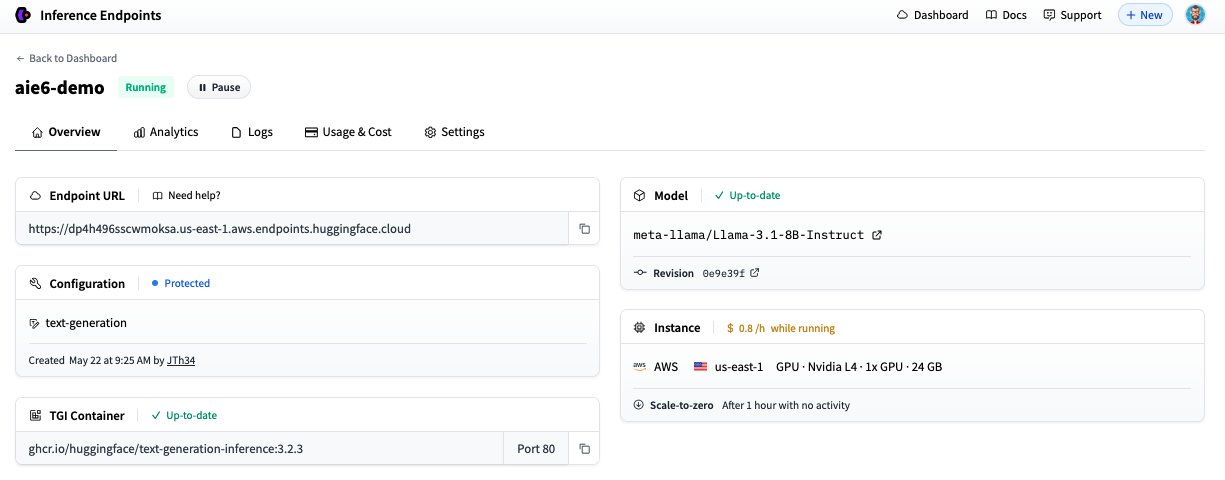 Inference Endpoints
Dashboard
Docs
Support
+ New
← Back to Dashboard
aie6-demo
Running
Pause
Overview
Analytics
Logs
Usage & Cost
Settings
Endpoint URL
Need help?
https://dp4h496sscwmoksa.us-east-1.aws.endpoints.huggingface.cloud
Configuration
Protected
text-generation
Created May 22 at 9:25 AM by JTh34
TGI Container
Up-to-date
ghcr.io/huggingface/text-generation-inference:3.2.3
Port 80
Model
Up-to-date
meta-llama/Llama-3.1-8B-Instruct
Revision 0e9e39f
Instance
$ 0.8 /h while running
aws AWS us-east-1 GPU · Nvidia L4 · 1x GPU · 24 GB
Scale-to-zero After 1 hour with no activity